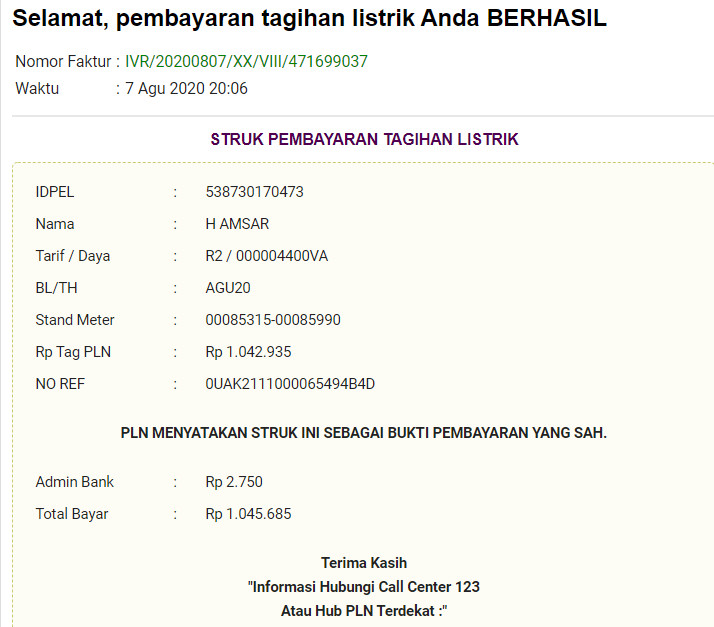 Selamat, pembayaran tagihan listrik Anda BERHASIL
Nomor Faktur : IVR/20200807/XX/VIII/471699037
Waktu : 7 Agu 2020 20:06
STRUK PEMBAYARAN TAGIHAN LISTRIK
IDPEL : 538730170473
Nama : H AMSAR
Tarif / Daya : R2 / 000004400VA
BL/TH : AGU20
Stand Meter : 00085315-00085990
Rp Tag PLN : Rp 1.042.935
NO REF : 0UAK2111000065494B4D
PLN MENYATAKAN STRUK INI SEBAGAI BUKTI PEMBAYARAN YANG SAH.
Admin Bank : Rp 2.750
Total Bayar : Rp 1.045.685
Terima Kasih
"Informasi Hubungi Call Center 123
Atau Hub PLN Terdekat :"